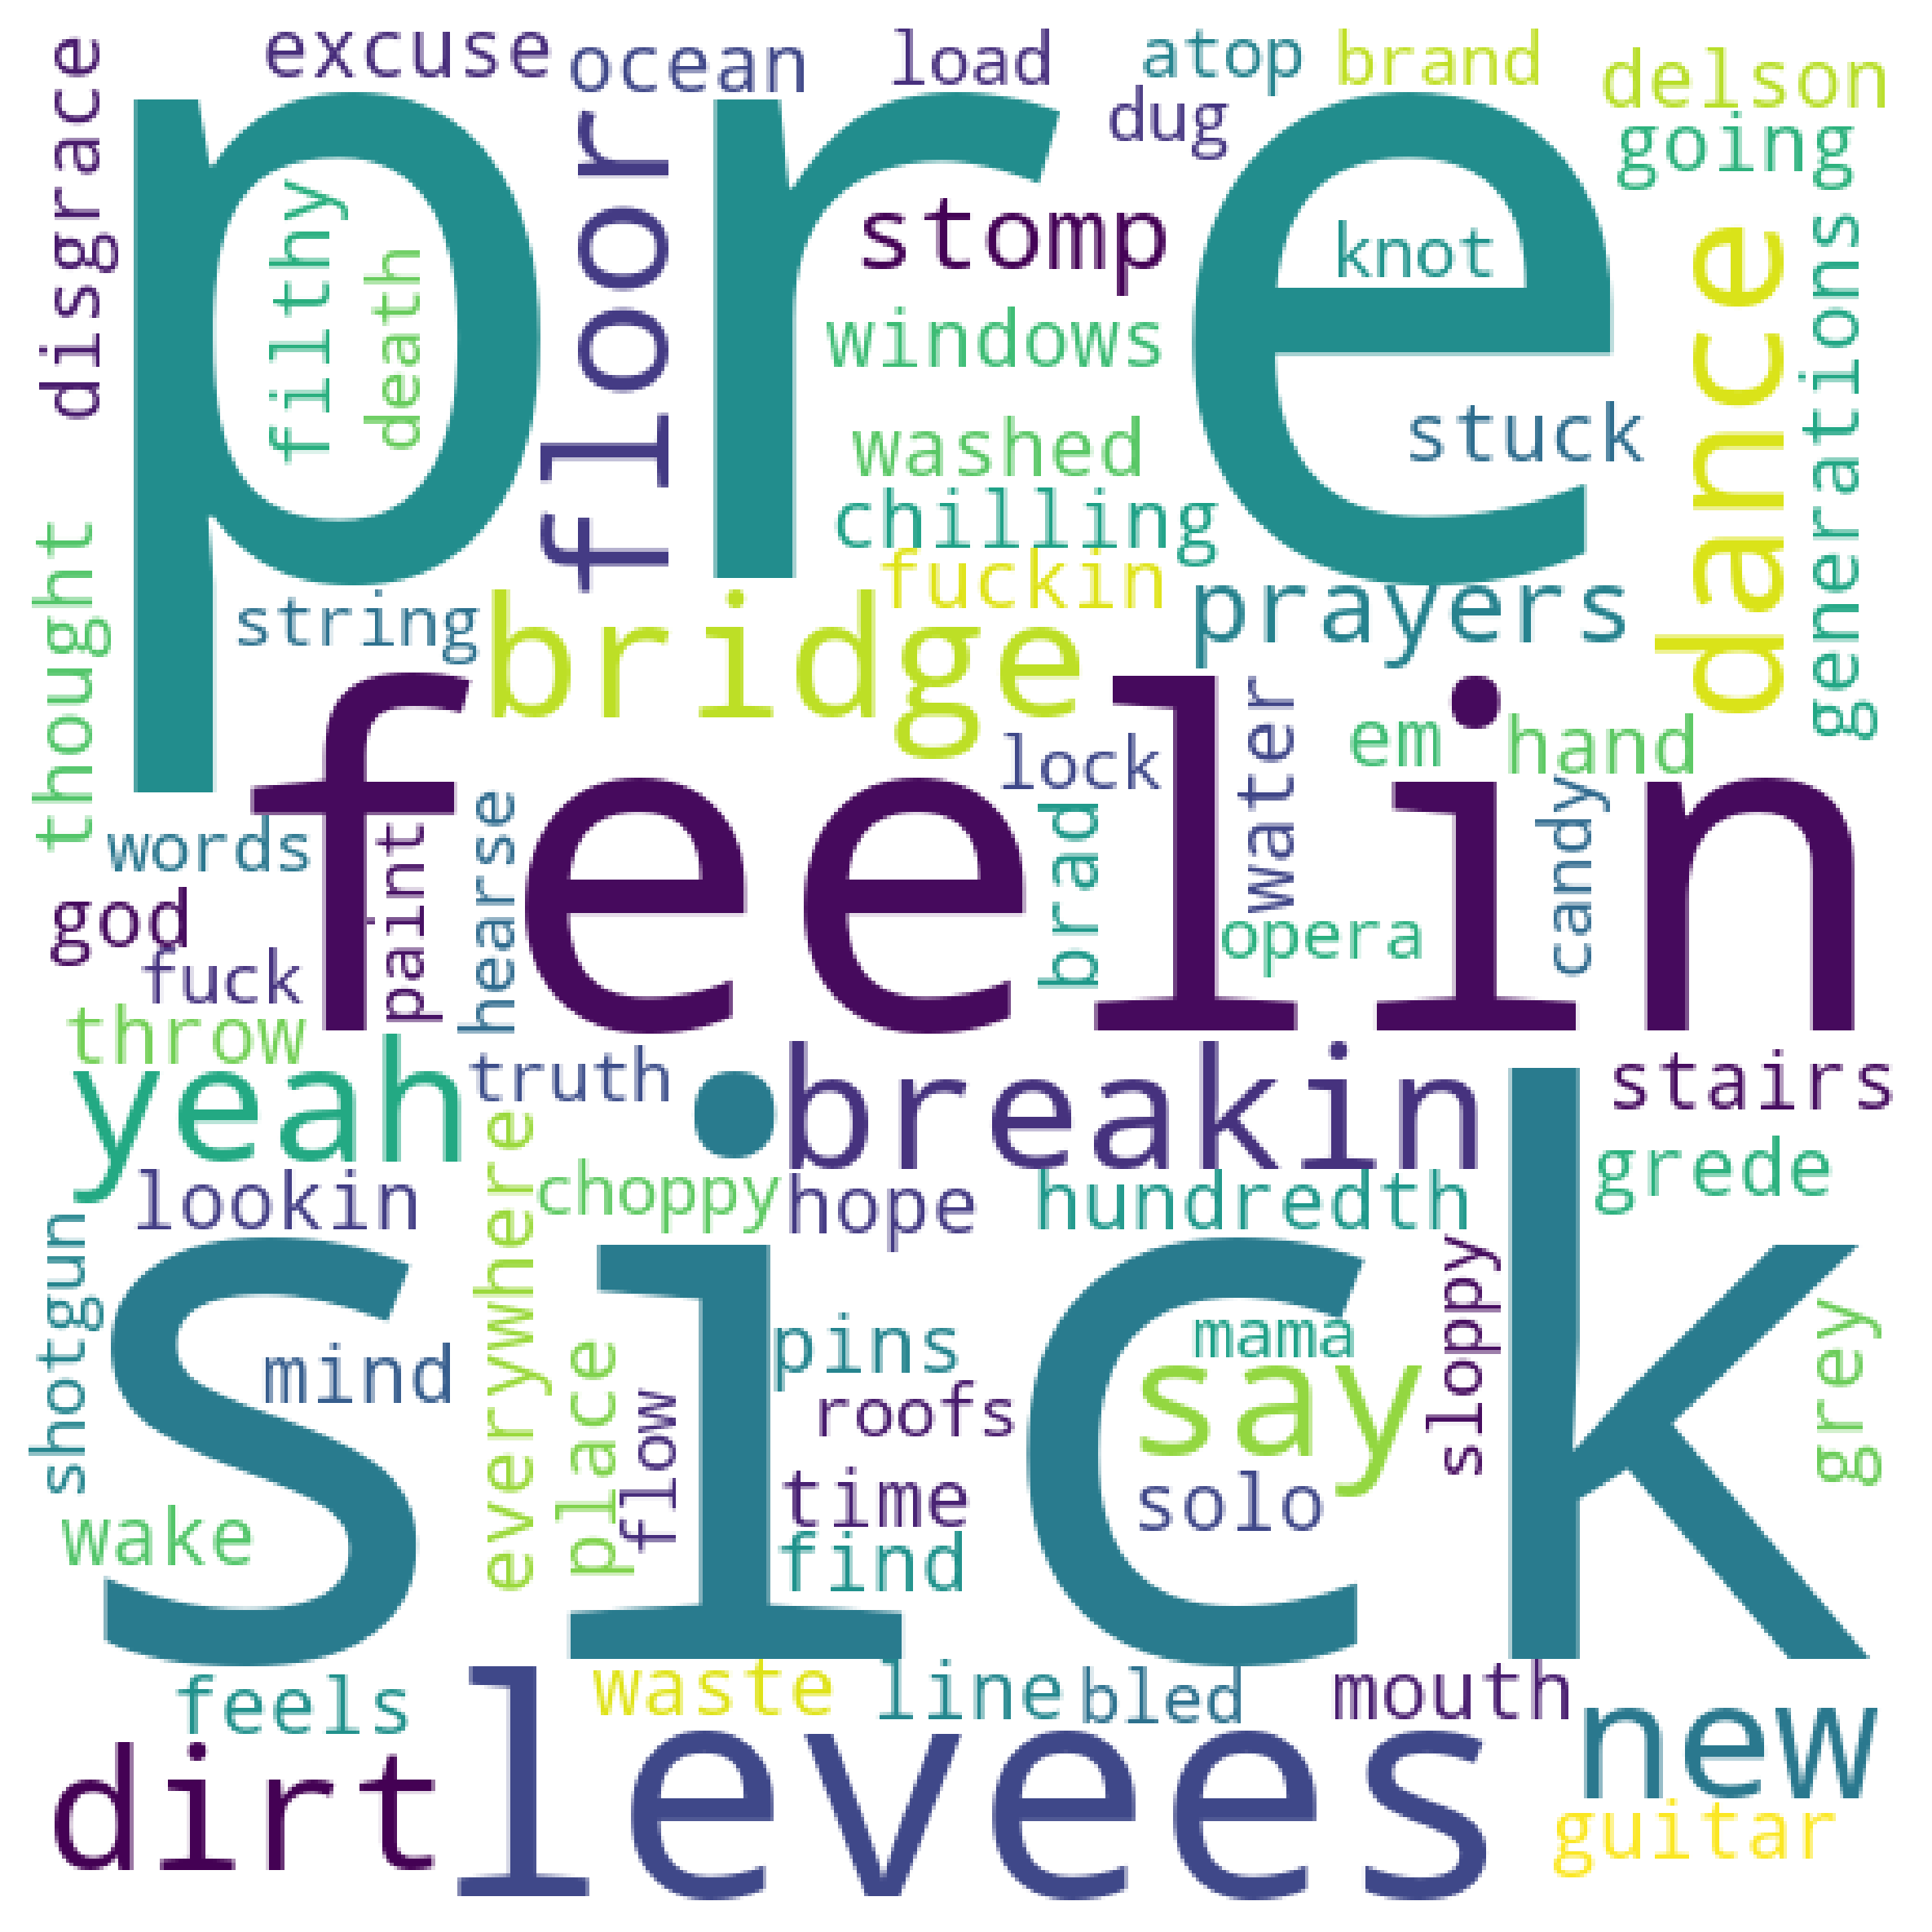 excuse
ocean
load
atop
brand
delson
disgrace
dug
going
pre
floor
filthy
death
stomp
knot
dance
generations
windows
washed
stuck
chilling
fuckin
thought
string
bridge
prayers
feelin
lock
water
em
hand
words
paint
hearse
brad
candy
god
opera
fuck
throw
yeah
truth
breakin
stairs
lookin
everywhere
choppy
hope
hundredth
grede
shotgun
sick
mind
pins
mama
sloppy
grey
place
flow
roofs
say
time
solo
wake
find
feels
waste
line
bled
mouth
dirt
levees
new
guitar